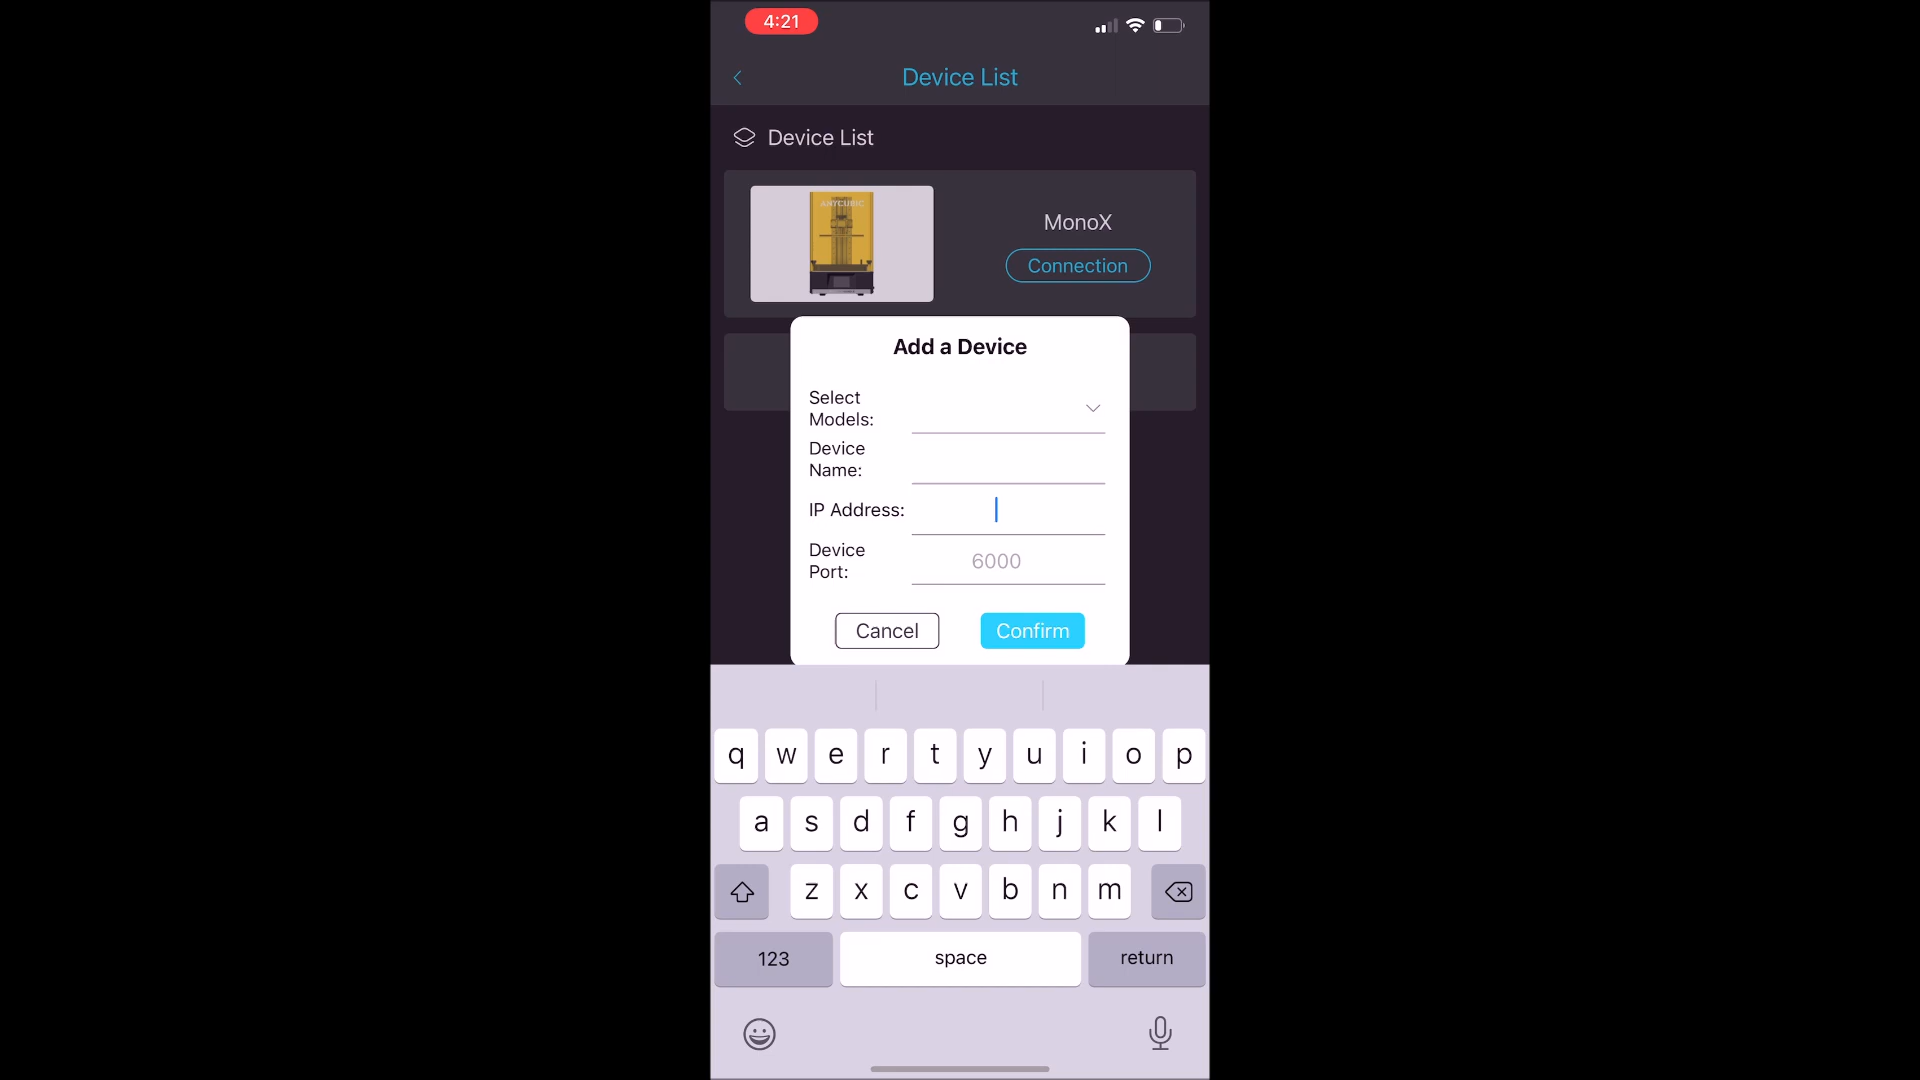 4:21
Device List
Device List
ANYCUBIC
MonoX
Connection
Add a Device
Select
Models:
Device
Name:
IP Address:
Device
Port:
6000
Cancel
Confirm
q w e r t y u i o p
a s d f g h j k l
z x c v b n m
123
space
return